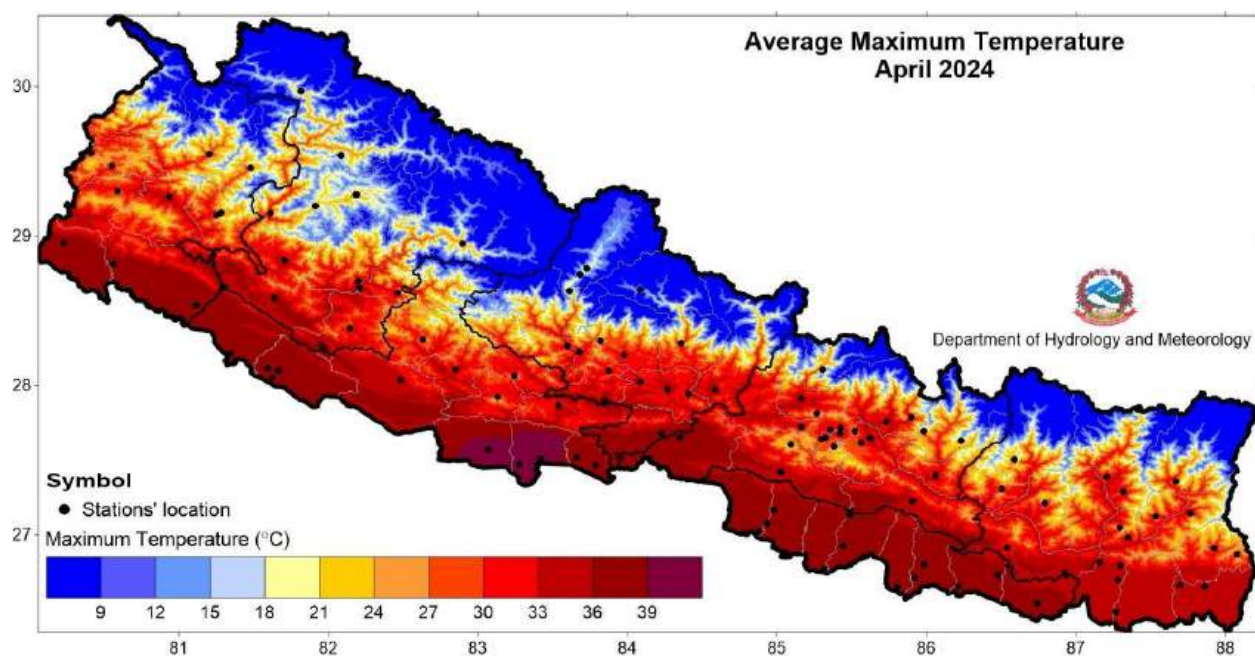 Average Maximum Temperature
April 2024
30
29
Department of Hydrology and Meteorology
28
Symbol
Stations' location
27
Maximum Temperature (°C)
9 12 15 18 21 24 27 30 33 36 39
81 82 83 84 85 86 87 88